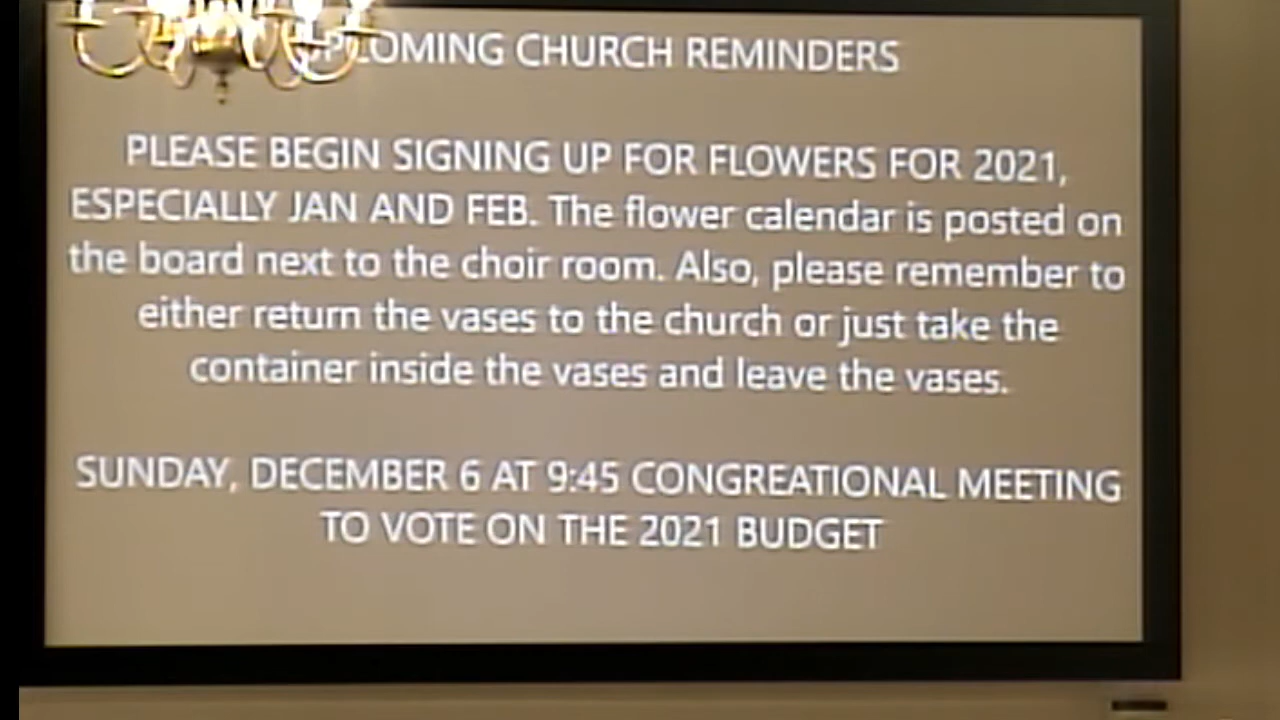 UPCOMING CHURCH REMINDERS
PLEASE BEGIN SIGNING UP FOR FLOWERS FOR 2021,
ESPECIALLY JAN AND FEB. The flower calendar is posted on
the board next to the choir room. Also, please remember to
either return the vases to the church or just take the
container inside the vases and leave the vases.
SUNDAY, DECEMBER 6 AT 9:45 CONGREATIONAL MEETING
TO VOTE ON THE 2021 BUDGET